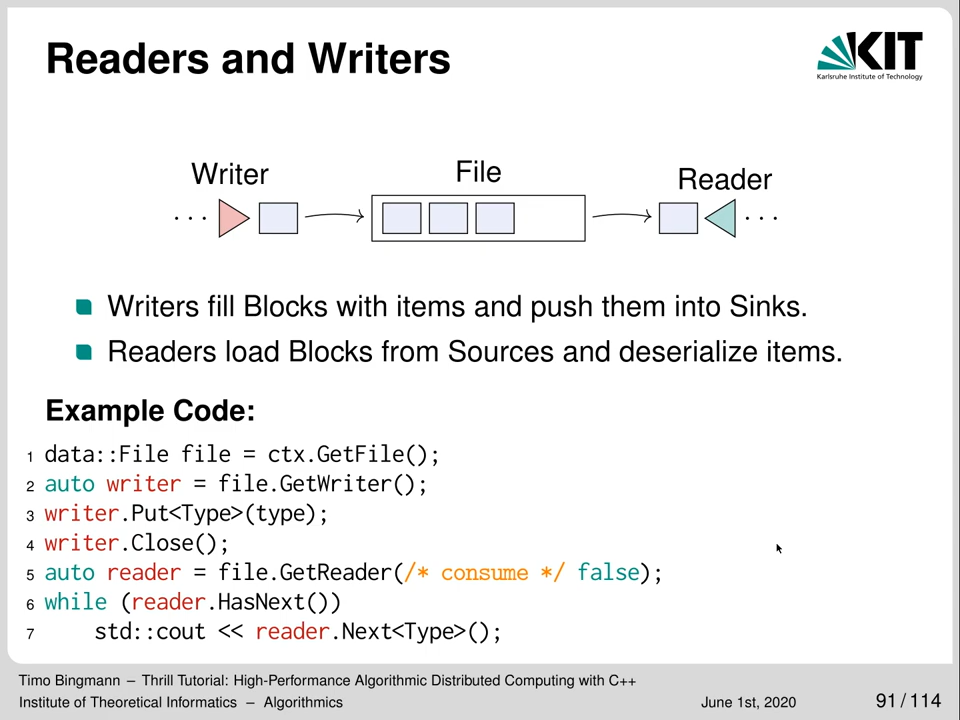 Readers and Writers
KIT
Karlsruhe Institute of Technology
Writer
File
Reader
· · ·
· · ·
Writers fill Blocks with items and push them into Sinks.
Readers load Blocks from Sources and deserialize items.
Example Code:
1 data::File file = ctx.GetFile();
2 auto writer = file.GetWriter();
3 writer.Put<Type>(type);
4 writer.Close();
5 auto reader = file.GetReader(/* consume */ false);
6 while (reader.HasNext())
7     std::cout << reader.Next<Type>();
Timo Bingmann – Thrill Tutorial: High-Performance Algorithmic Distributed Computing with C++
Institute of Theoretical Informatics – Algorithmics
June 1st, 2020
91 / 114